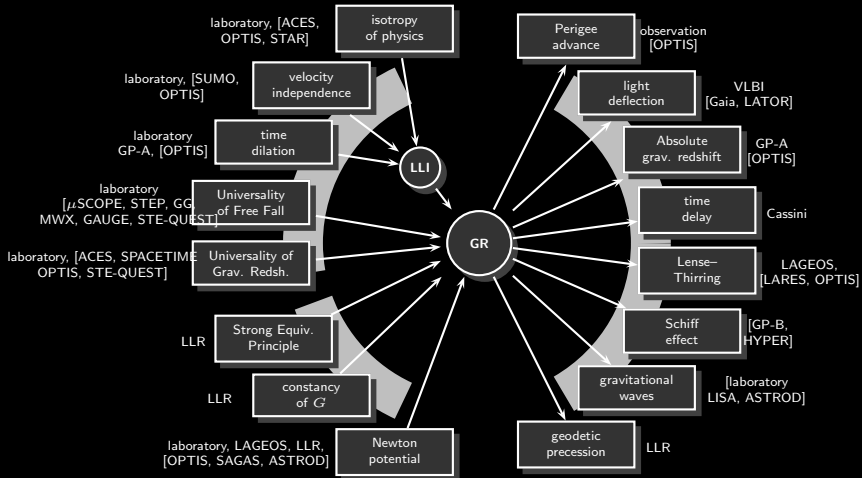 laboratory, [ACES,
OPTIS, STAR]
isotropy
of physics
laboratory, [SUMO,
OPTIS]
velocity
independence
laboratory
GP-A, [OPTIS]
time
dilation
LLI
laboratory
[μSCOPE, STEP, GG,
MWX, GAUGE, STE-QUEST]
Universality
of Free Fall
laboratory, [ACES, SPACETIME
OPTIS, STE-QUEST]
Universality of
Grav. Redsh.
GR
LLR
Strong Equiv.
Principle
LLR
constancy
of G
laboratory, LAGEOS, LLR,
[OPTIS, SAGAS, ASTROD]
Newton
potential
Perigee
advance
observation
[OPTIS]
light
deflection
VLBI
[Gaia, LATOR]
Absolute
grav. redshift
GP-A
[OPTIS]
time
delay
Cassini
Lense–
Thirring
LAGEOS,
[LARES, OPTIS]
Schiff
effect
[GP-B,
HYPER]
gravitational
waves
[laboratory
LISA, ASTROD]
geodetic
precession
LLR